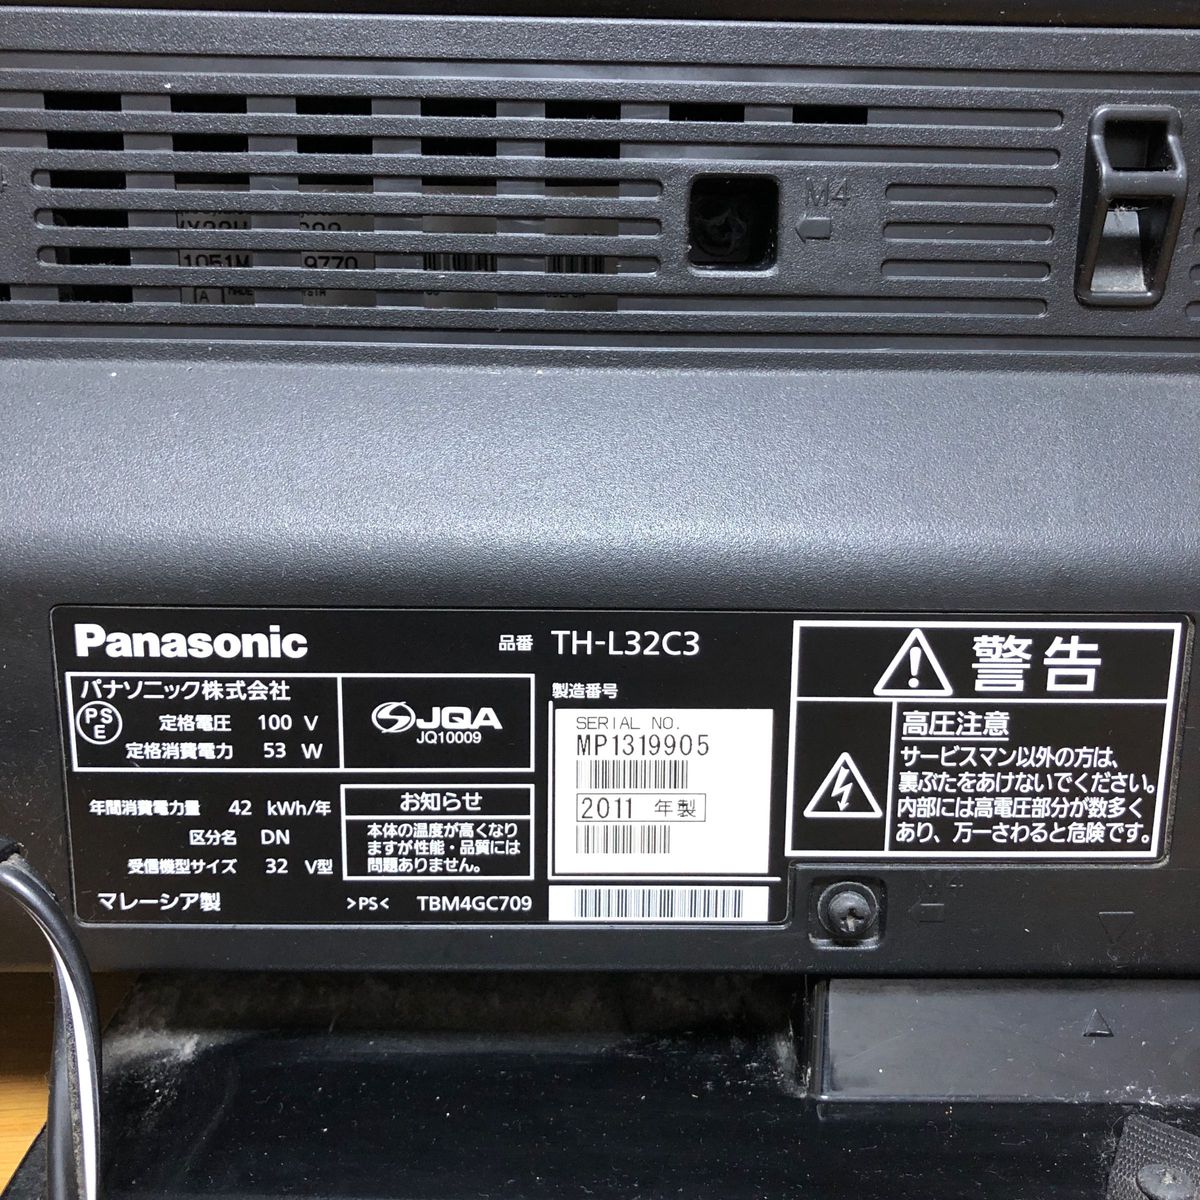 M4
1051M
9770
A
MADE
Panasonic
品番 TH-L32C3
パナソニック株式会社
PS
E
定格電圧 100 V
定格消費電力 53 W
JQA
JQ10009
年間消費電力量 42 kWh/年
区分名 DN
受信機型サイズ 32 V型
マレーシア製
お知らせ
本体の温度が高くなり
ますが性能・品質には
問題ありません。
>PS< TBM4GC709
製造番号
SERIAL NO.
MP1319905
2011 年製
警告
高圧注意
サービスマン以外の方は、
裏ぶたをあけないでください。
内部には高電圧部分が数多く
あり、万一さわると危険です。